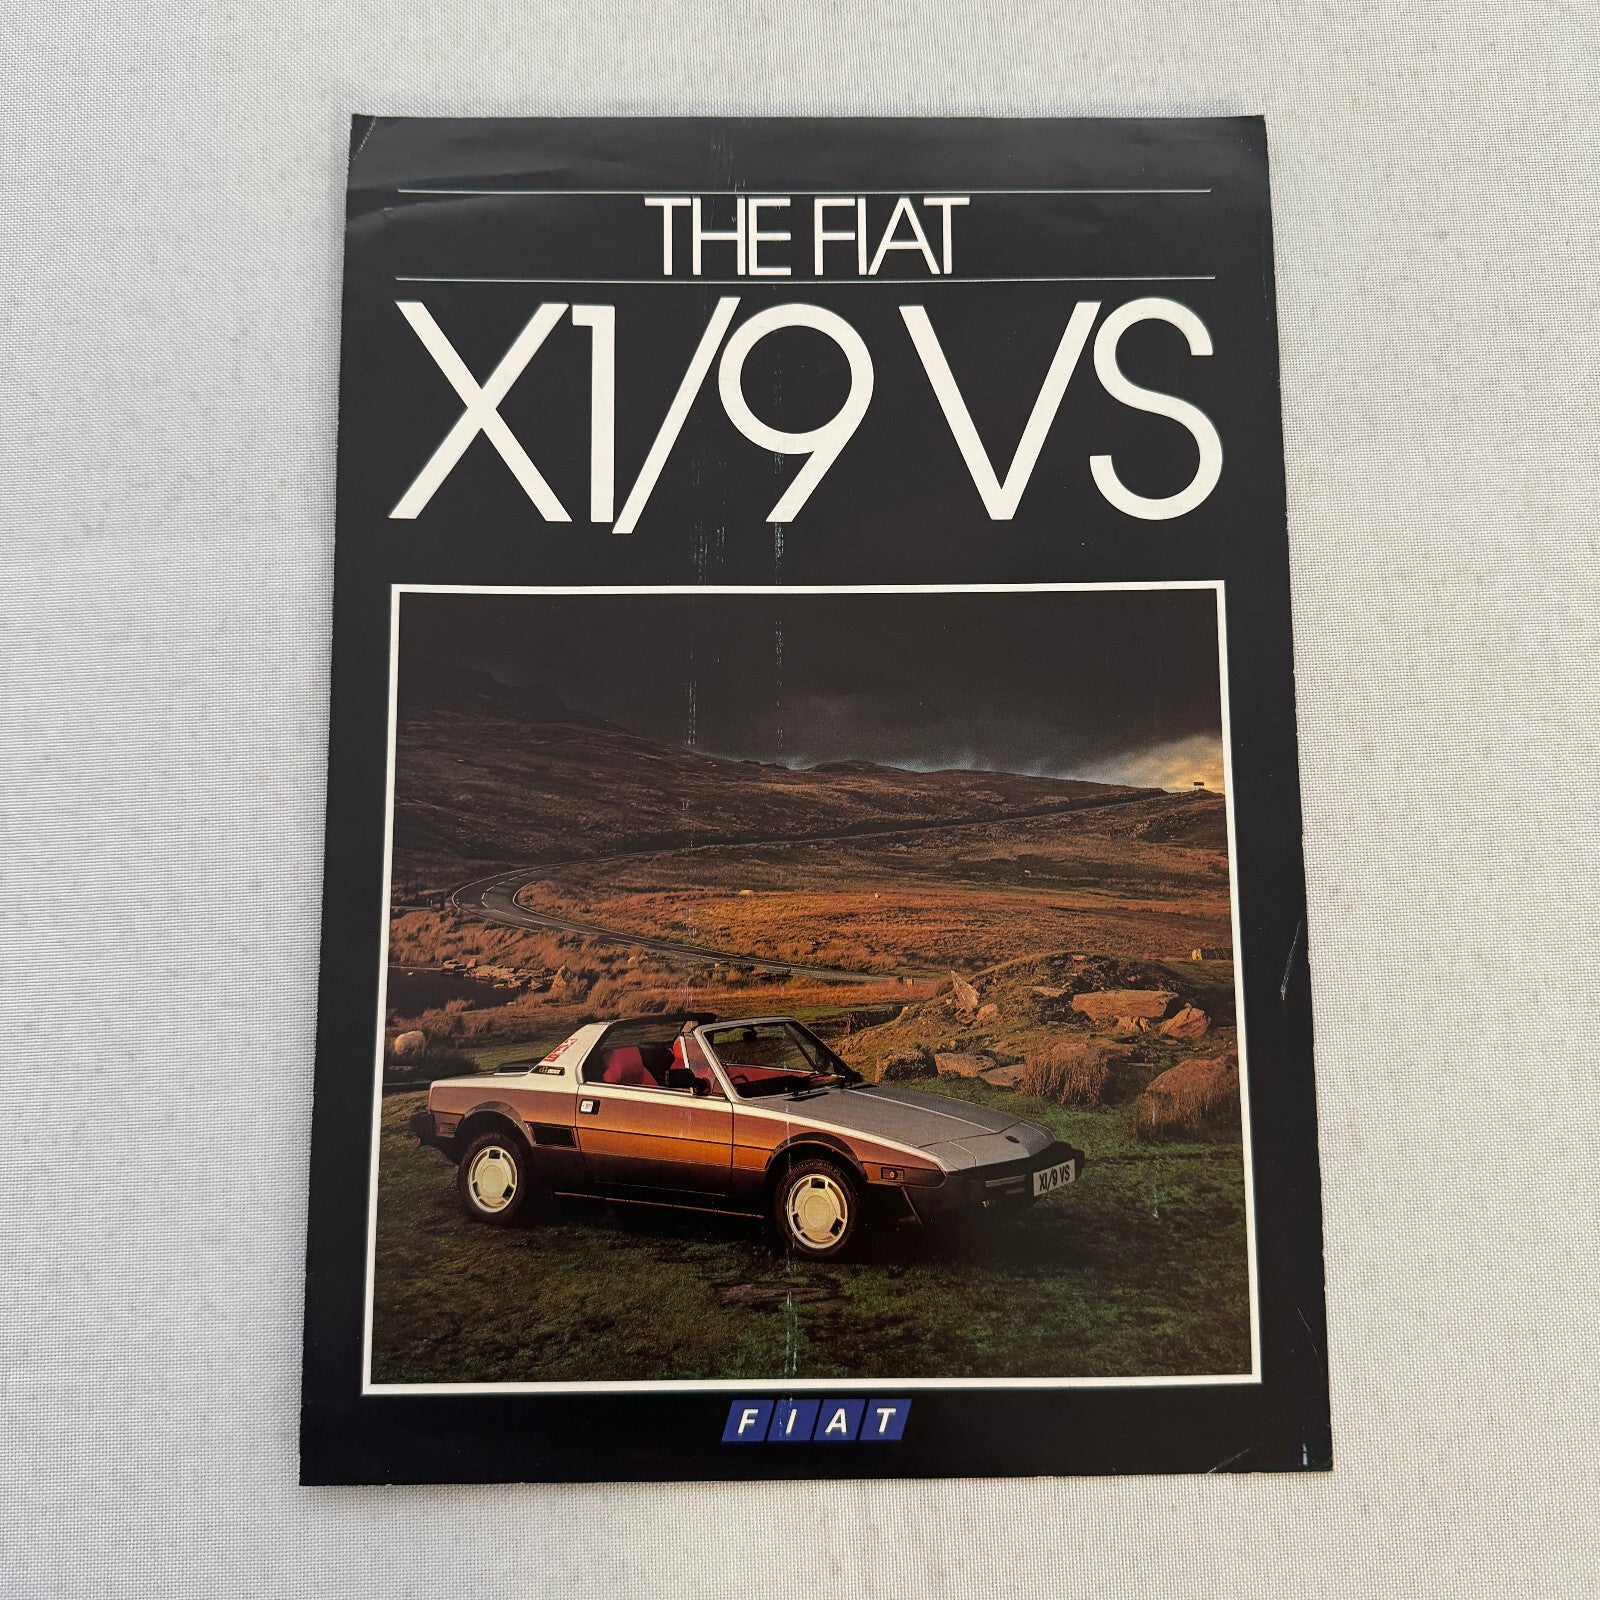 THE FIAT
X1/9 VS
X1/9 VS
FIAT